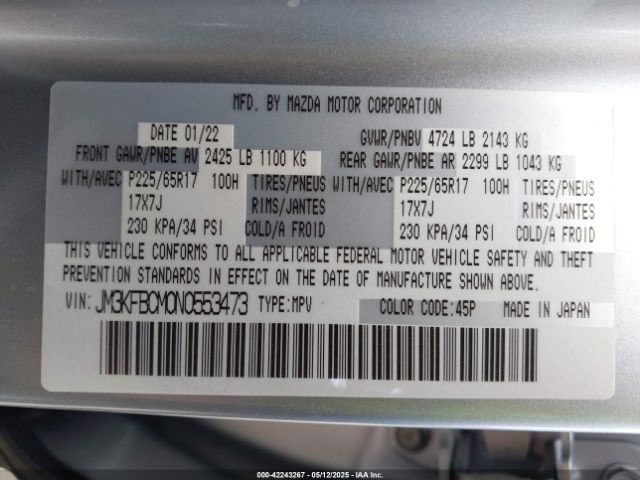 MFD. BY MAZDA MOTOR CORPORATION
DATE 01/22 GVWR/PNBV 4724 LB 2143 KG
FRONT GAWR/PNBE AV 2425 LB 1100 KG REAR GAWR/PNBE AR 2299 LB 1043 KG
WITH/AVEC P225/65R17 100H TIRES/PNEUS WITH/AVEC P225/65R17 100H TIRES/PNEUS
17X7J RIMS/JANTES 17X7J RIMS/JANTES
230 KPA/34 PSI COLD/A FROID 230 KPA/34 PSI COLD/A FROID
THIS VEHICLE CONFORMS TO ALL APPLICABLE FEDERAL MOTOR VEHICLE SAFETY AND THEFT
PREVENTION STANDARDS IN EFFECT ON THE DATE OF MANUFACTURE SHOWN ABOVE.
VIN: JM3KFBCM0N0553473 TYPE:MPV COLOR CODE:45P MADE IN JAPAN
000-42243267 - 05/12/2025 - IAA Inc.